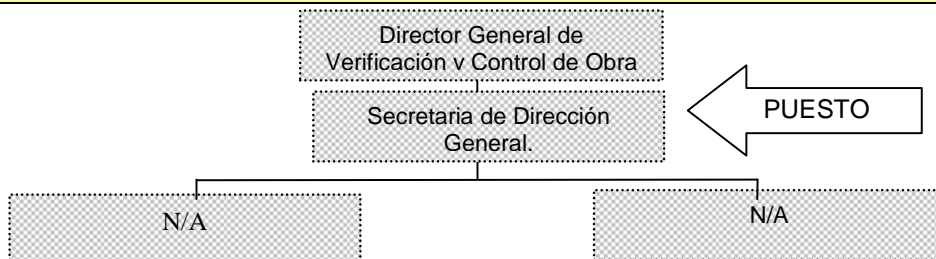 Director General de
Verificación v Control de Obra
Secretaria de Dirección
General.
PUESTO
N/A
N/A